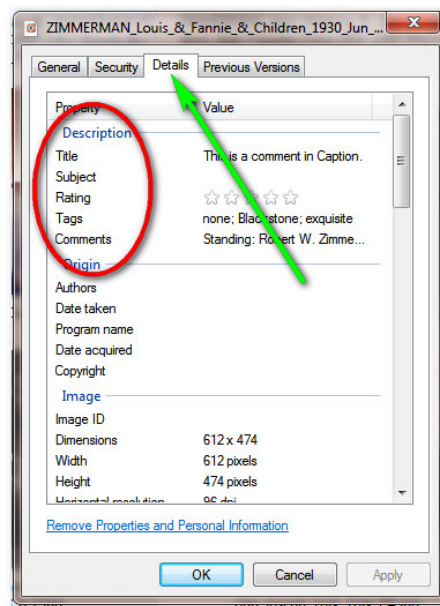 ZIMMERMAN_Louis_&_Fannie_&_Children_1930_Jun_...
General Security Details Previous Versions
Property Value
Description
Title This is a comment in Caption.
Subject
Rating
Tags none; Blackstone; exquisite
Comments Standing: Robert W. Zimme...
Origin
Authors
Date taken
Program name
Date acquired
Copyright
Image
Image ID
Dimensions 612 x 474
Width 612 pixels
Height 474 pixels
Horizontal resolution 96 dpi
Remove Properties and Personal Information
OK Cancel Apply